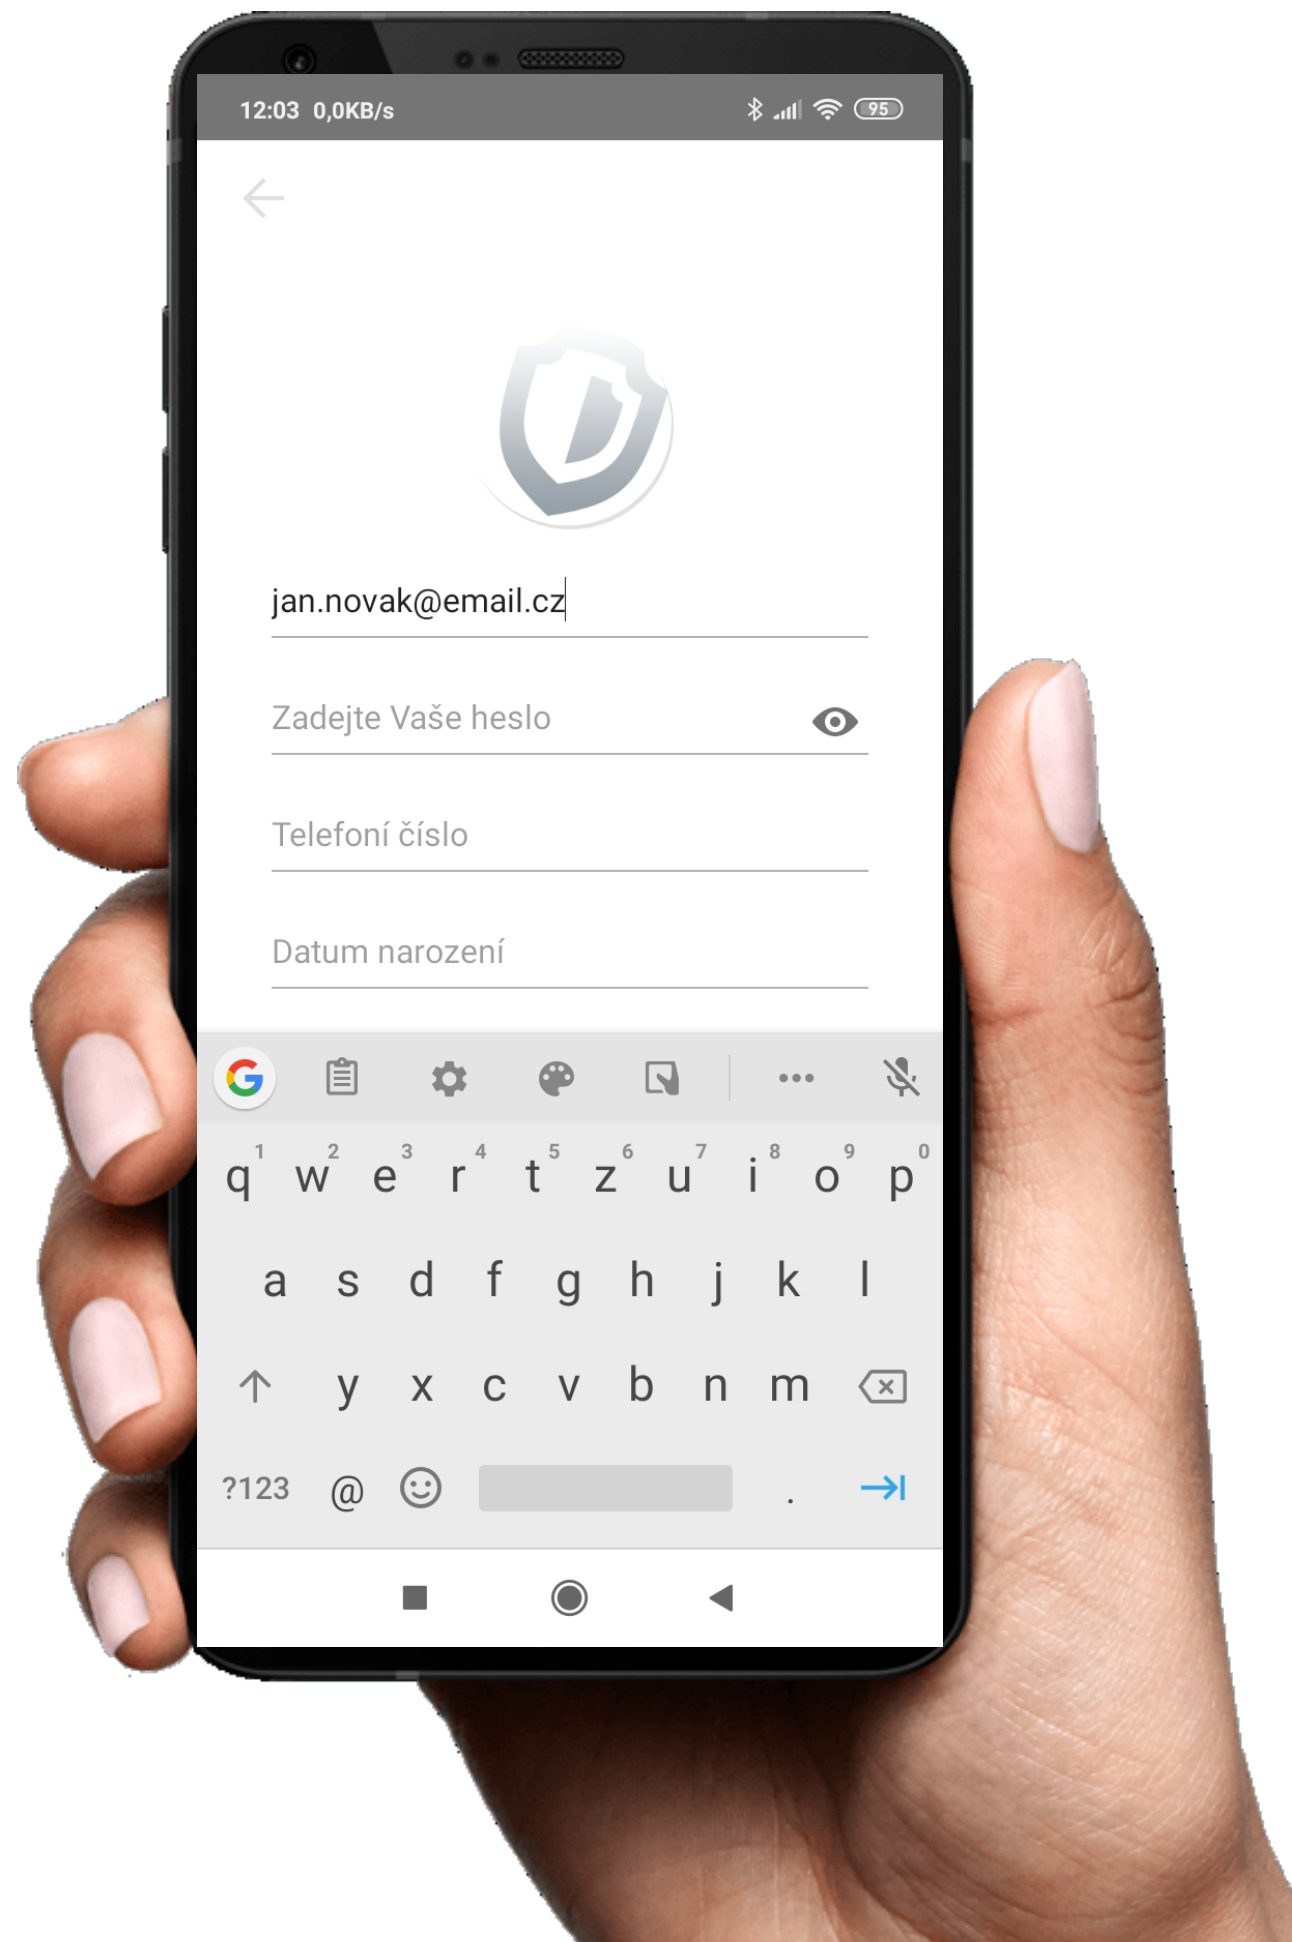 12:03 0,0KB/s 95
jan.novak@email.cz
Zadejte Vaše heslo
Telefoní číslo
Datum narození
G
1 2 3 4 5 6 7 8 9 0
q w e r t z u i o p
a s d f g h j k l
y x c v b n m
?123 @ .